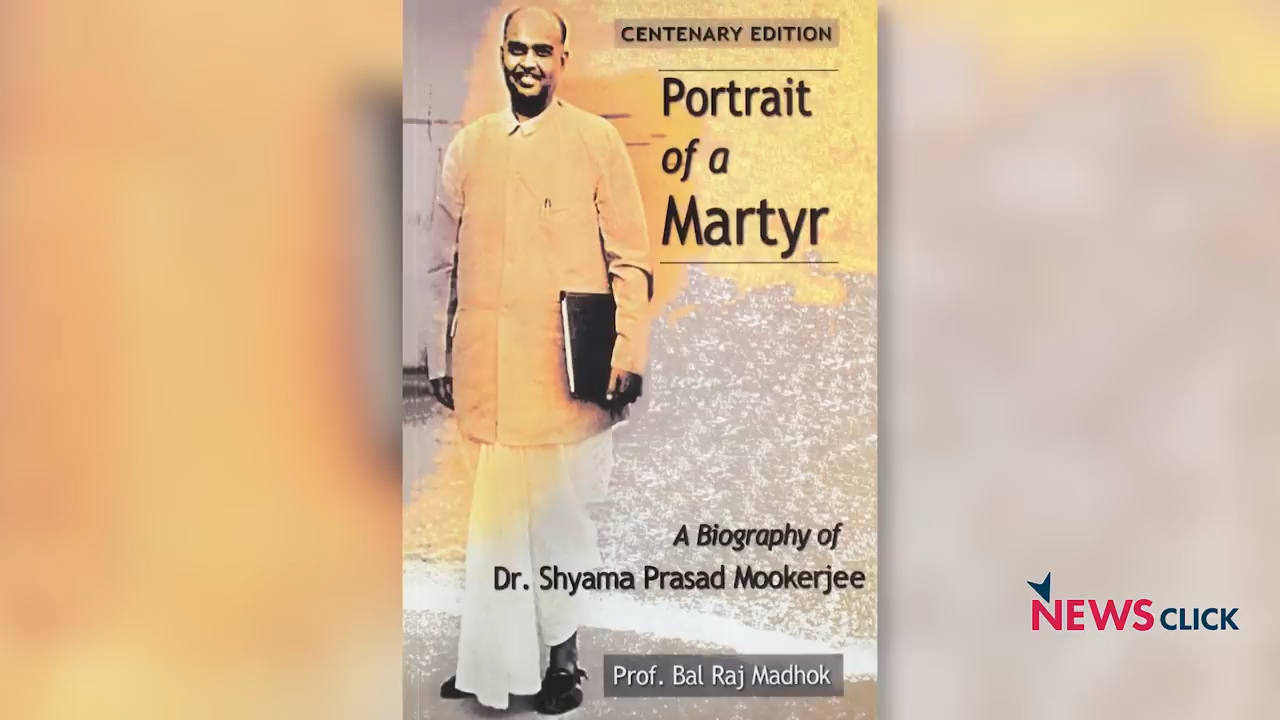 CENTENARY EDITION
Portrait
of a
Martyr
A Biography of
Dr. Shyama Prasad Mookerjee
Prof. Bal Raj Madhok
NEWSCLICK